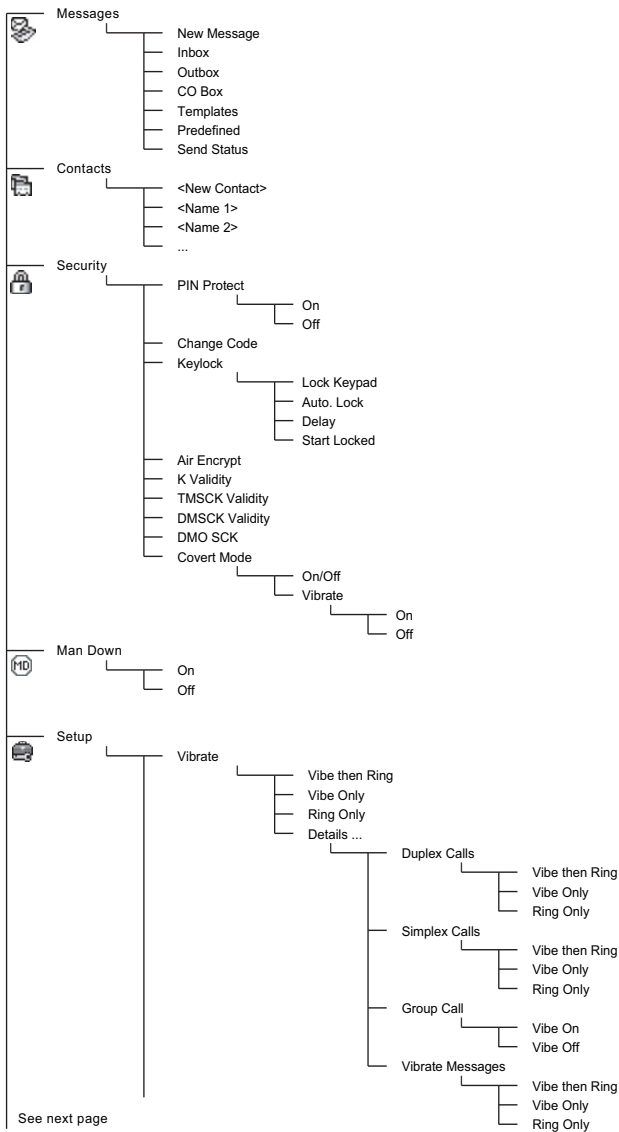 Messages
New Message
Inbox
Outbox
CO Box
Templates
Predefined
Send Status
Contacts
<New Contact>
<Name 1>
<Name 2>
...
Security
PIN Protect
On
Off
Change Code
Keylock
Lock Keypad
Auto. Lock
Delay
Start Locked
Air Encrypt
K Validity
TMSCK Validity
DMSCK Validity
DMO SCK
Covert Mode
On/Off
Vibrate
On
Off
MD
Man Down
On
Off
Setup
Vibrate
Vibe then Ring
Vibe Only
Ring Only
Details ...
Duplex Calls
Vibe then Ring
Vibe Only
Ring Only
Simplex Calls
Vibe then Ring
Vibe Only
Ring Only
Group Call
Vibe On
Vibe Off
Vibrate Messages
Vibe then Ring
Vibe Only
Ring Only
See next page